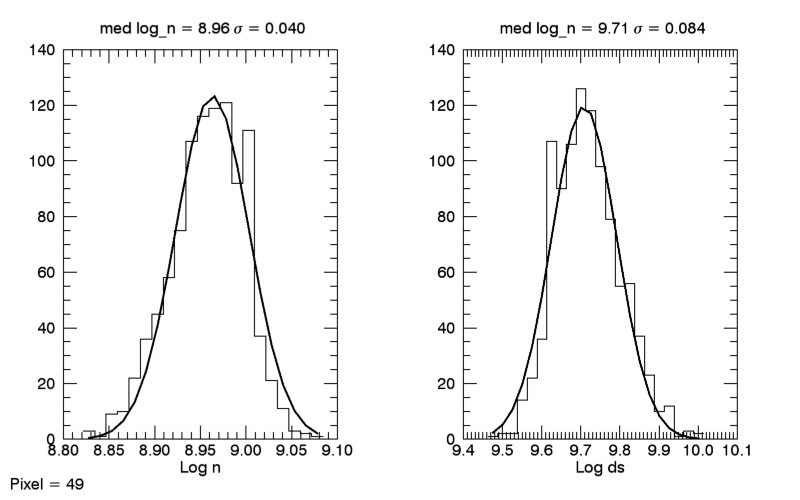 med log_n = 8.96 σ = 0.040
med log_n = 9.71 σ = 0.084
140
120
100
80
60
40
20
0
8.80 8.85 8.90 8.95 9.00 9.05 9.10
Log n
140
120
100
80
60
40
20
0
9.4 9.5 9.6 9.7 9.8 9.9 10.0 10.1
Log ds
Pixel = 49